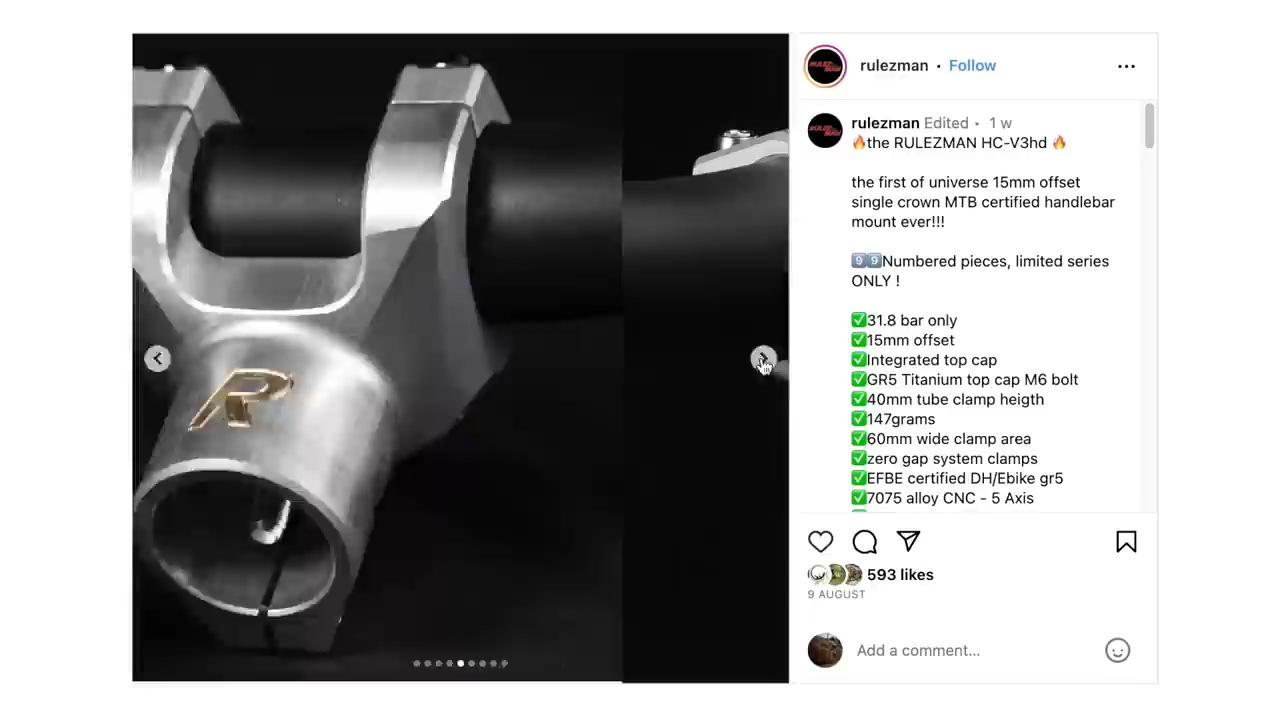 rulezman • Follow
rulezman Edited • 1 w
🔥the RULEZMAN HC-V3hd 🔥
the first of universe 15mm offset
single crown MTB certified handlebar
mount ever!!!
9️⃣9️⃣Numbered pieces, limited series
ONLY !
✅31.8 bar only
✅15mm offset
✅Integrated top cap
✅GR5 Titanium top cap M6 bolt
✅40mm tube clamp heigth
✅147grams
✅60mm wide clamp area
✅zero gap system clamps
✅EFBE certified DH/Ebike gr5
✅7075 alloy CNC - 5 Axis
593 likes
9 AUGUST
Add a comment...
R